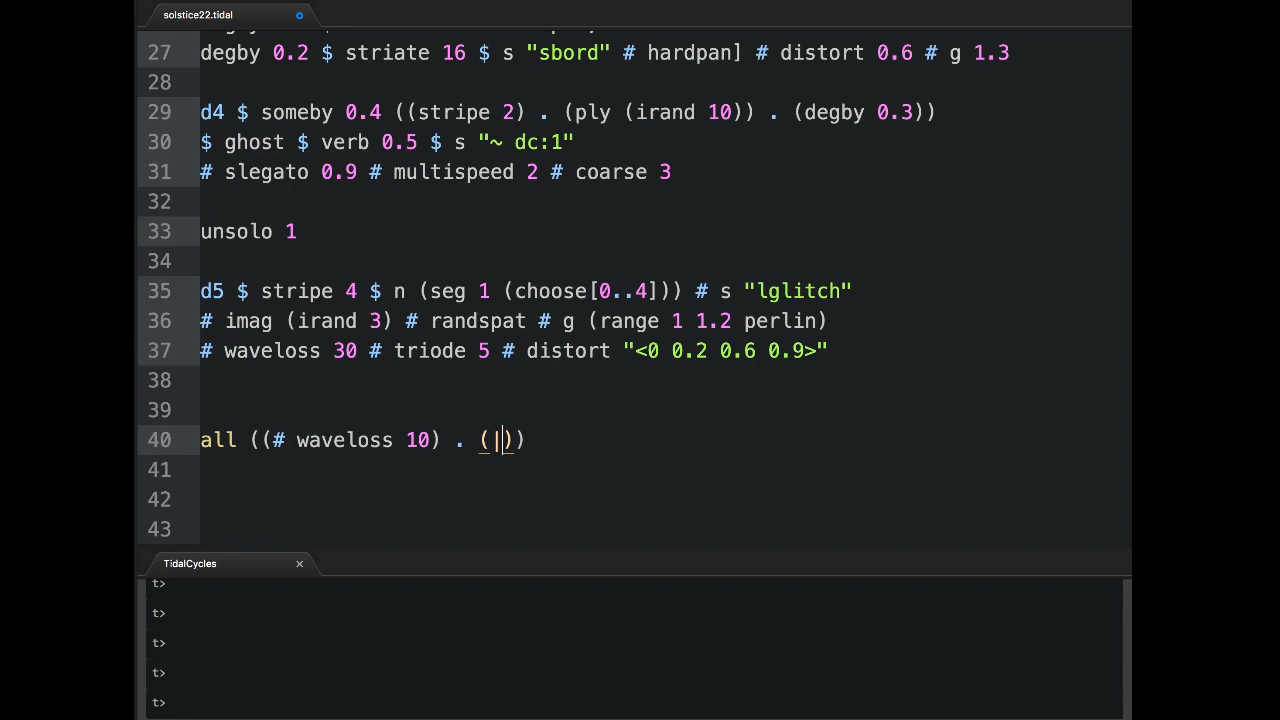 solstice22.tidal
27 degby 0.2 $ striate 16 $ s "sbord" # hardpan] # distort 0.6 # g 1.3
28
29 d4 $ someby 0.4 ((stripe 2) . (ply (irand 10)) . (degby 0.3))
30 $ ghost $ verb 0.5 $ s "~ dc:1"
31 # slegato 0.9 # multispeed 2 # coarse 3
32
33 unsolo 1
34
35 d5 $ stripe 4 $ n (seg 1 (choose[0..4])) # s "lglitch"
36 # imag (irand 3) # randspat # g (range 1 1.2 perlin)
37 # waveloss 30 # triode 5 # distort "<0 0.2 0.6 0.9>"
38
39
40 all ((# waveloss 10) . (|))
41
42
43
TidalCycles ×
t>
t>
t>
t>
t>